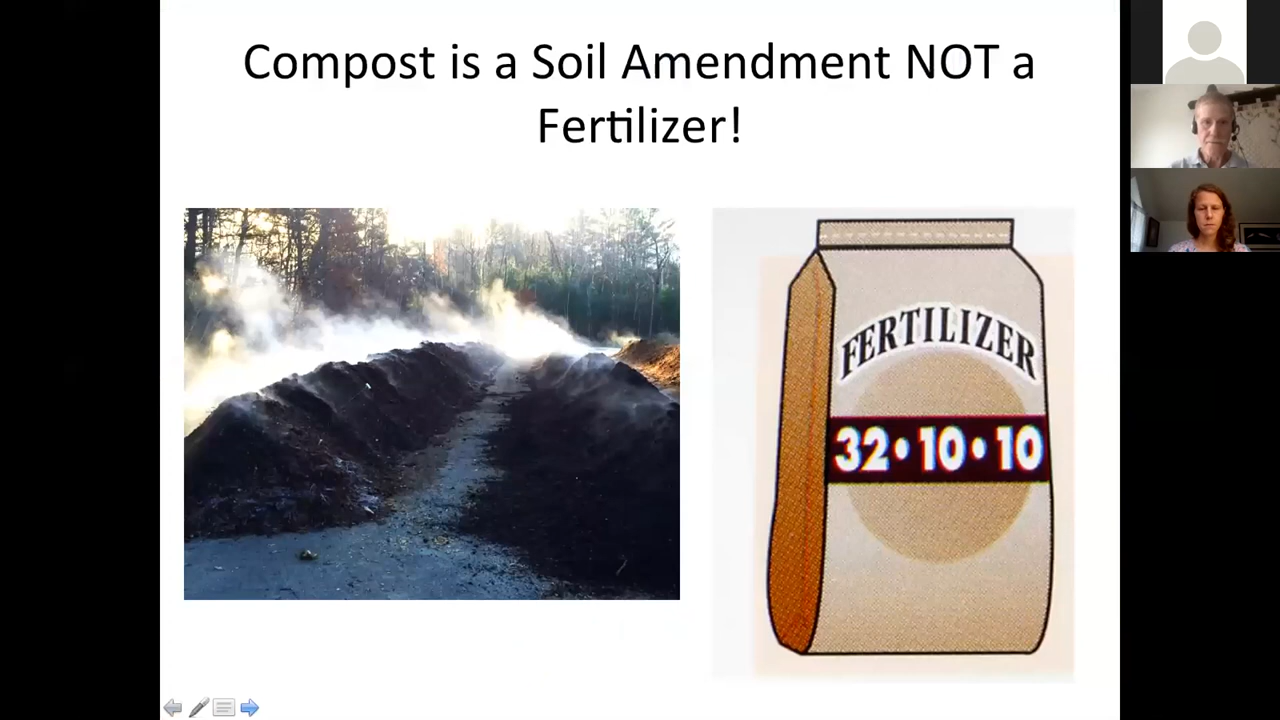 Compost is a Soil Amendment NOT a
Fertilizer!
FERTILIZER
32•10•10